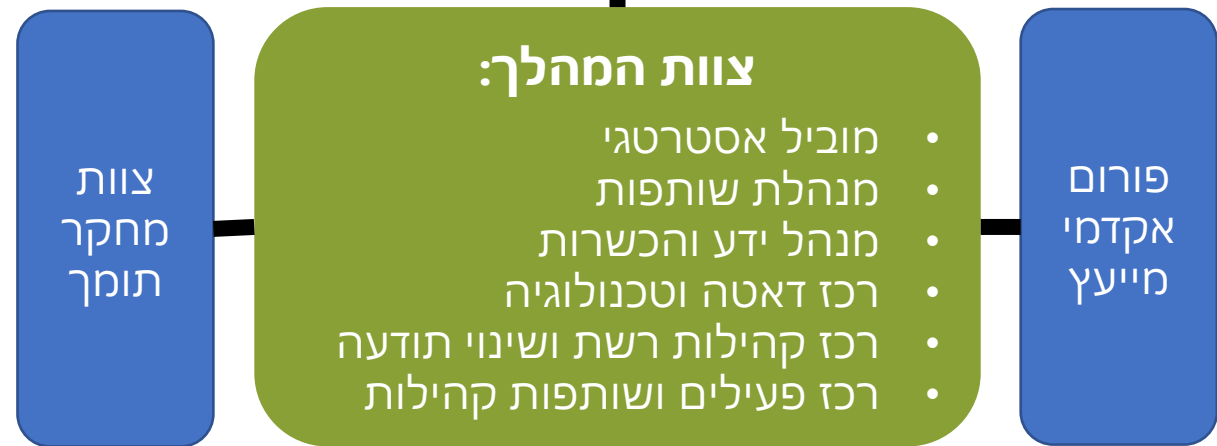 צוות המהלך:
• מוביל אסטרטגי
• מנהלת שותפות
• מנהל ידע והכשרות
• רכז דאטה וטכנולוגיה
• רכז קהילות רשת ושינוי תודעה
• רכז פעילים ושותפות קהילות
פורום
אקדמי
מייעץ
צוות
מחקר
תומך